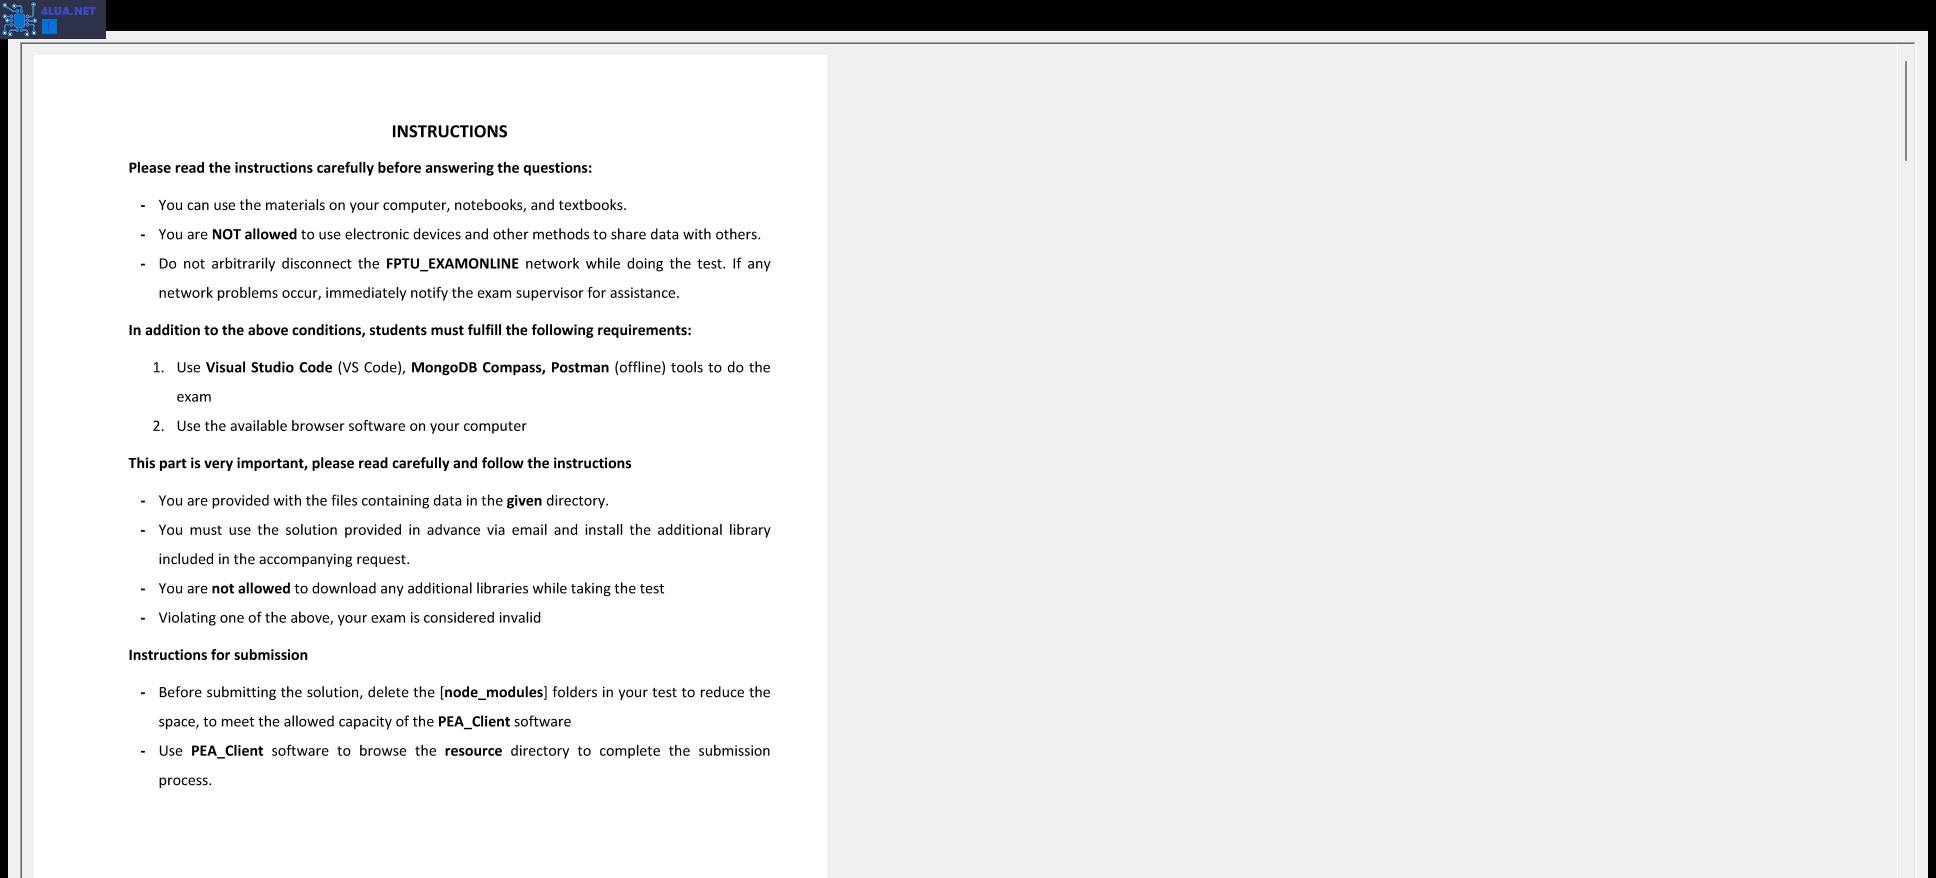 4LUA.NET
INSTRUCTIONS
Please read the instructions carefully before answering the questions:
- You can use the materials on your computer, notebooks, and textbooks.
- You are NOT allowed to use electronic devices and other methods to share data with others.
- Do not arbitrarily disconnect the FPTU_EXAMONLINE network while doing the test. If any
network problems occur, immediately notify the exam supervisor for assistance.
In addition to the above conditions, students must fulfill the following requirements:
1. Use Visual Studio Code (VS Code), MongoDB Compass, Postman (offline) tools to do the
exam
2. Use the available browser software on your computer
This part is very important, please read carefully and follow the instructions
- You are provided with the files containing data in the given directory.
- You must use the solution provided in advance via email and install the additional library
included in the accompanying request.
- You are not allowed to download any additional libraries while taking the test
- Violating one of the above, your exam is considered invalid
Instructions for submission
- Before submitting the solution, delete the [node_modules] folders in your test to reduce the
space, to meet the allowed capacity of the PEA_Client software
- Use PEA_Client software to browse the resource directory to complete the submission
process.